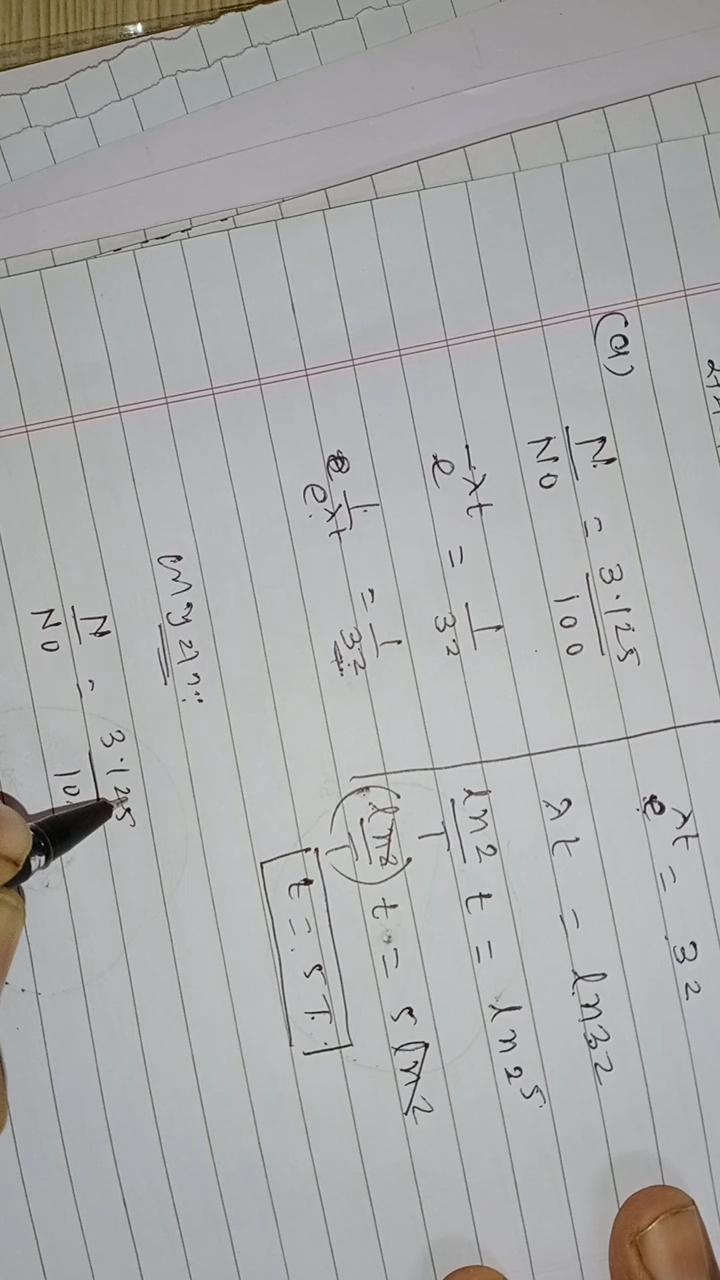 (a)
N/N0 = 3.125/100
e^-λt = 1/32
1/e^λt = 1/32
e^λt = 32
λt = ln32
ln2/T t = ln2^5
(ln2/T) t = 5 ln2
t = 5T
N/N0 = 3.125/10